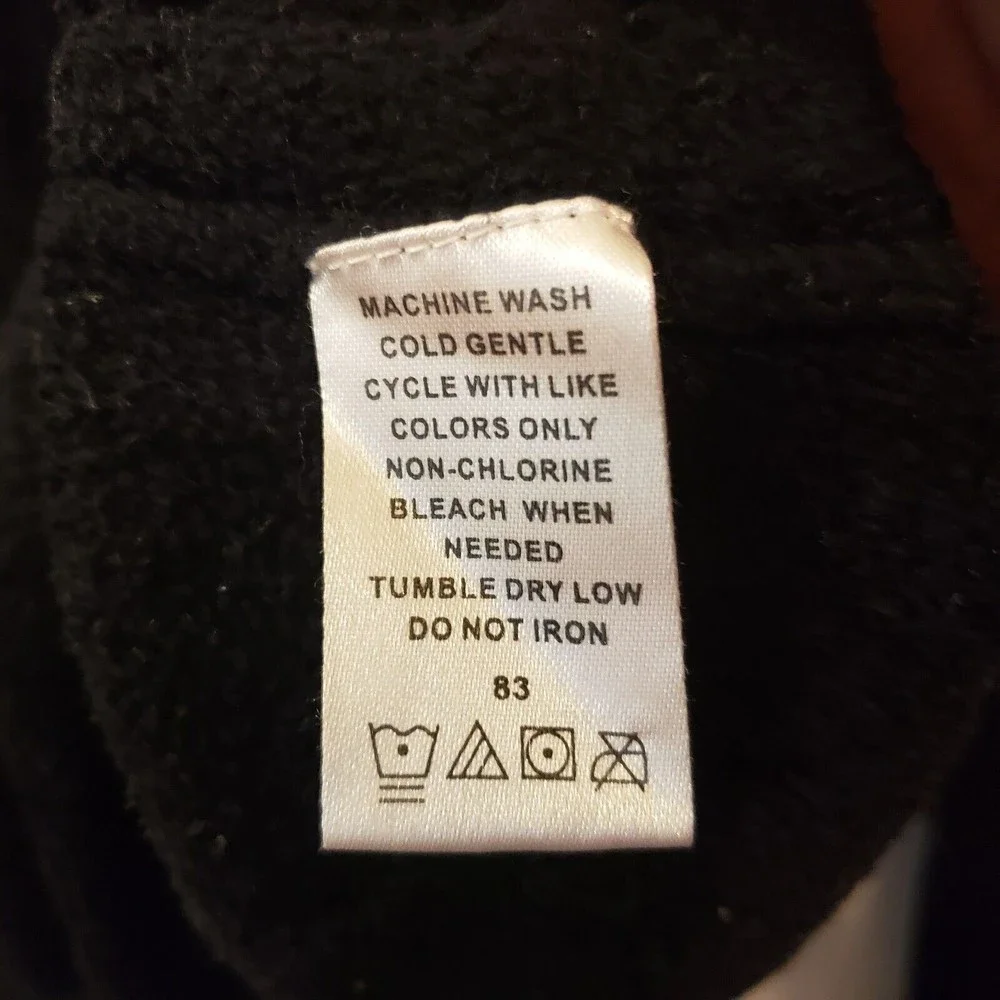 MACHINE WASH
COLD GENTLE
CYCLE WITH LIKE
COLORS ONLY
NON-CHLORINE
BLEACH WHEN
NEEDED
TUMBLE DRY LOW
DO NOT IRON
83